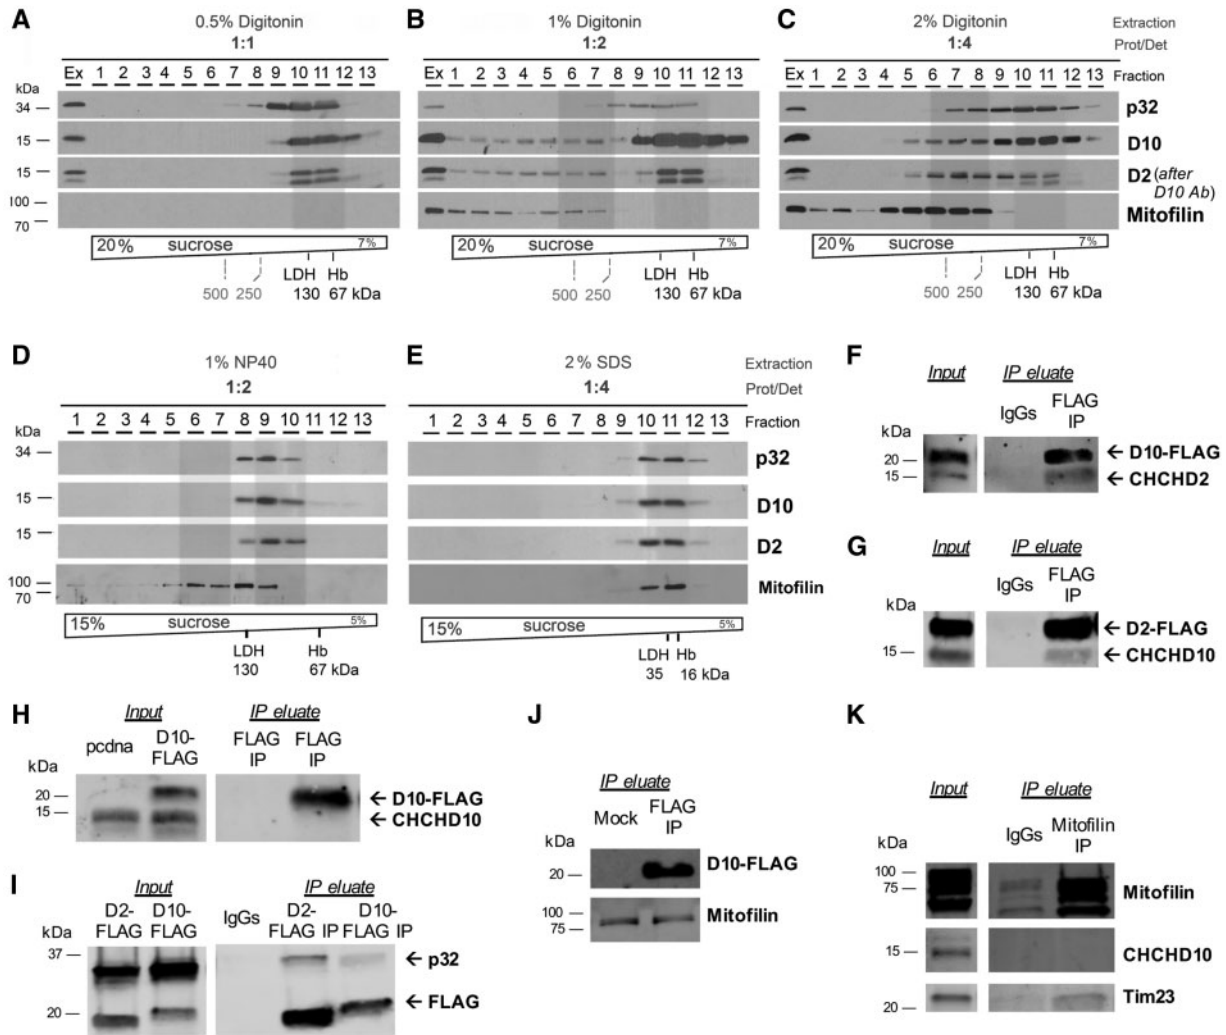 A
0.5% Digitonin
1:1
Ex 1 2 3 4 5 6 7 8 9 10 11 12 13
kDa
34
15
15
100
70
20% sucrose 7%
LDH Hb
500 250 130 67 kDa
B
1% Digitonin
1:2
Ex 1 2 3 4 5 6 7 8 9 10 11 12 13
20% sucrose 7%
LDH Hb
500 250 130 67 kDa
C
2% Digitonin Extraction
1:4 Prot/Det
Ex 1 2 3 4 5 6 7 8 9 10 11 12 13 Fraction
p32
D10
D2 (after
D10 Ab)
Mitofilin
20% sucrose 7%
LDH Hb
500 250 130 67 kDa
D
1% NP40
1:2
1 2 3 4 5 6 7 8 9 10 11 12 13
kDa
34
15
15
100
70
15% sucrose 5%
LDH Hb
130 67 kDa
E
2% SDS Extraction
1:4 Prot/Det
1 2 3 4 5 6 7 8 9 10 11 12 13 Fraction
p32
D10
D2
Mitofilin
15% sucrose 5%
LDH Hb
35 16 kDa
F
Input IP eluate
IgGs FLAG
IP
kDa
20 ← D10-FLAG
15 ← CHCHD2
G
Input IP eluate
IgGs FLAG
IP
kDa
← D2-FLAG
15 ← CHCHD10
H
Input IP eluate
pcdna D10-
FLAG
FLAG
IP
FLAG
IP
kDa
20 ← D10-FLAG
15 ← CHCHD10
I
Input IP eluate
D2-
FLAG
D10-
FLAG
IgGs
D2-
FLAG IP
D10-
FLAG IP
kDa
37 ← p32
20 ← FLAG
J
IP eluate
Mock FLAG
IP
kDa
20 D10-FLAG
100
75
Mitofilin
K
Input IP eluate
IgGs Mitofilin
IP
kDa
100
75
Mitofilin
15 CHCHD10
20 Tim23